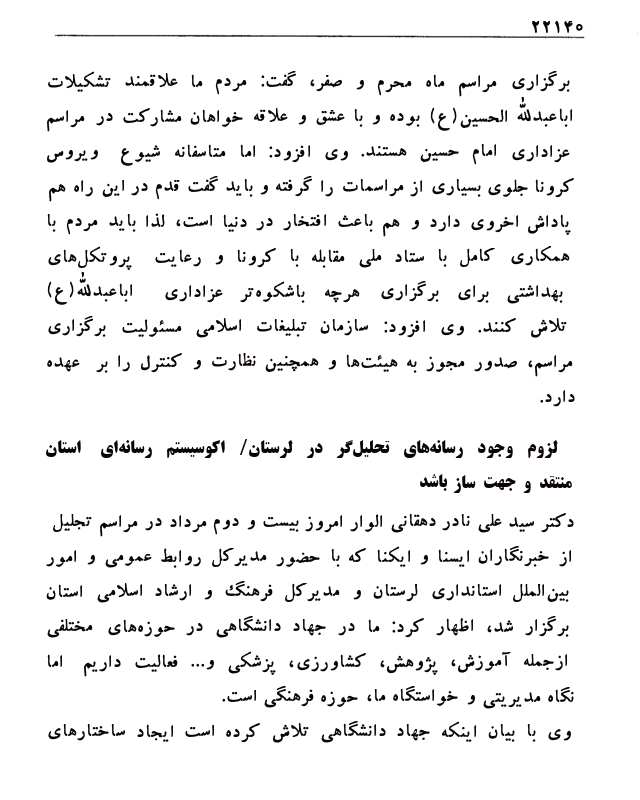 ۲۲۱۴۰
برگزاری مراسم ماه محرم و صفر، گفت: مردم ما علاقمند تشکیلات
اباعبدالله الحسین(ع) بوده و با عشق و علاقه خواهان مشارکت در مراسم
عزاداری امام حسین هستند. وی افزود: اما متاسفانه شیوع ویروس
کرونا جلوی بسیاری از مراسمات را گرفته و باید گفت قدم در این راه هم
پاداش اخروی دارد و هم باعث افتخار در دنیا است، لذا باید مردم با
همکاری کامل با ستاد ملی مقابله با کرونا و رعایت پروتکل‌های
بهداشتی برای برگزاری هرچه باشکوه‌تر عزاداری اباعبدالله(ع)
تلاش کنند. وی افزود: سازمان تبلیغات اسلامی مسئولیت برگزاری
مراسم، صدور مجوز به هیئت‌ها و همچنین نظارت و کنترل را بر عهده
دارد.
لزوم وجود رسانه‌های تحلیل‌گر در لرستان/ اکوسیستم رسانه‌ای استان
منتقد و جهت ساز باشد
دکتر سید علی نادر دهقانی الوار امروز بیست و دوم مرداد در مراسم تجلیل
از خبرنگاران ایسنا و ایکنا که با حضور مدیرکل روابط عمومی و امور
بین‌الملل استانداری لرستان و مدیرکل فرهنگ و ارشاد اسلامی استان
برگزار شد، اظهار کرد: ما در جهاد دانشگاهی در حوزه‌های مختلفی
ازجمله آموزش، پژوهش، کشاورزی، پزشکی و... فعالیت داریم اما
نگاه مدیریتی و خواستگاه ما، حوزه فرهنگی است.
وی با بیان اینکه جهاد دانشگاهی تلاش کرده است ایجاد ساختارهای